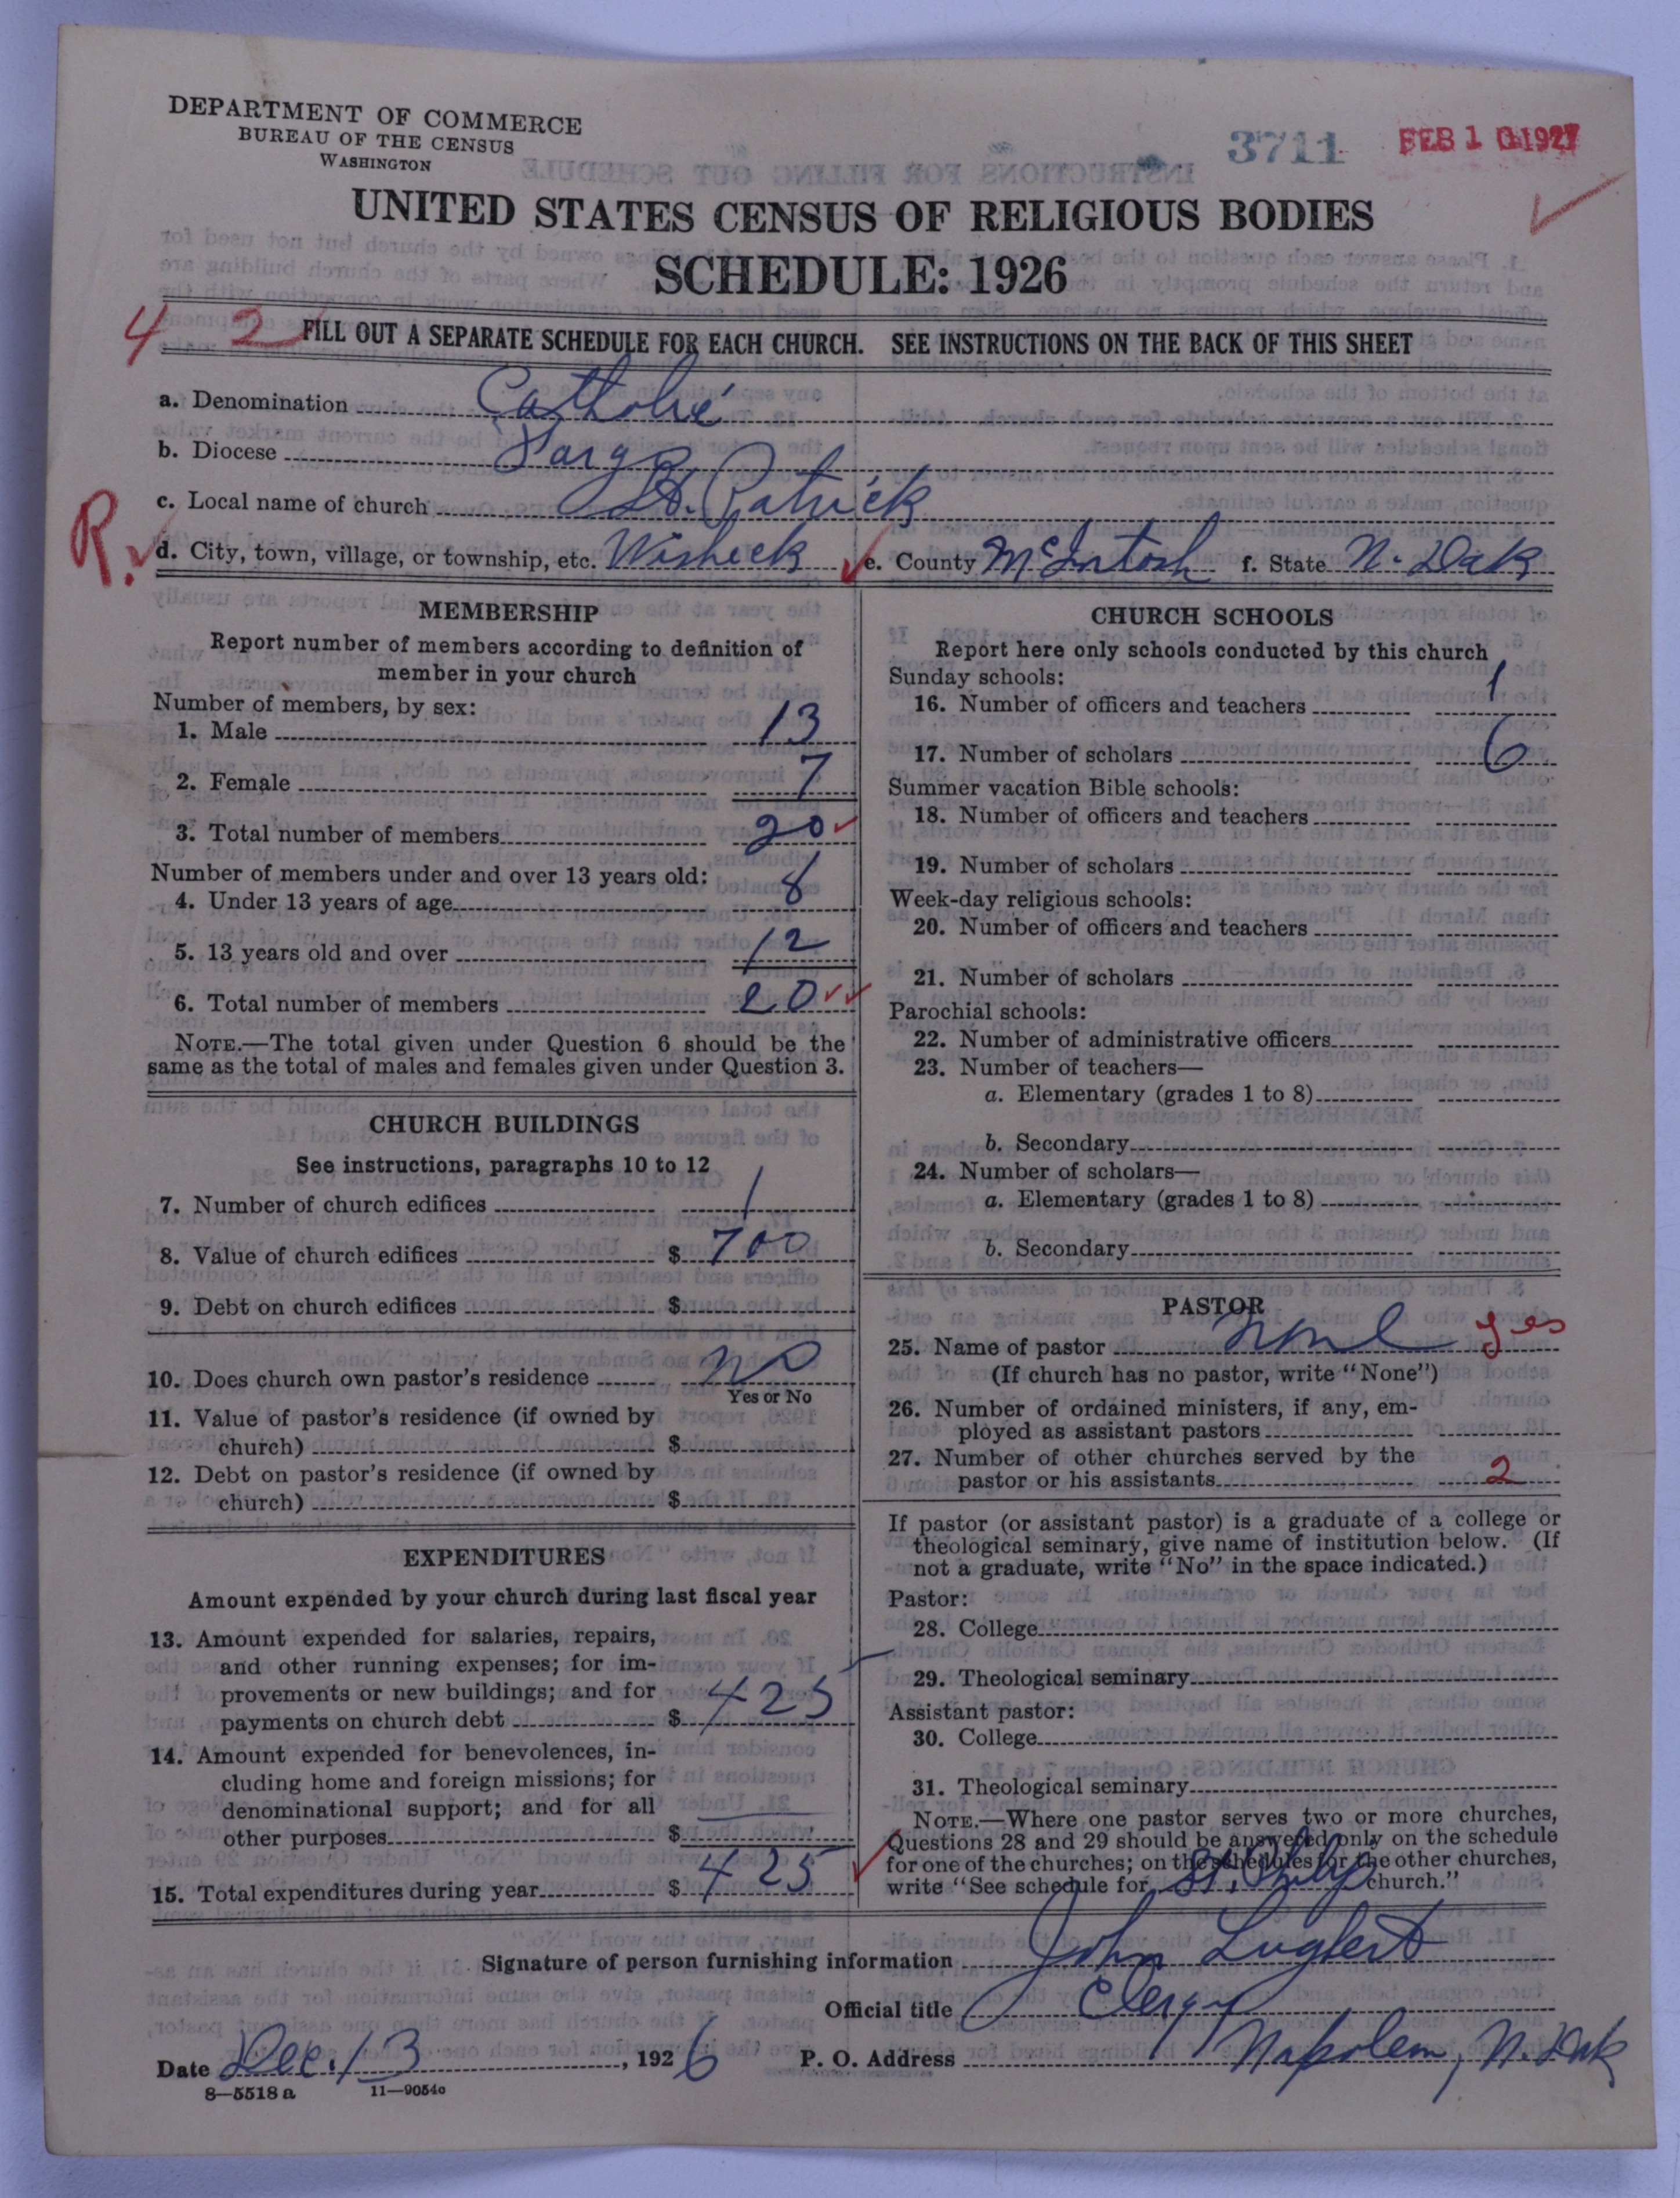 DEPARTMENT OF COMMERCE
BUREAU OF THE CENSUS
WASHINGTON
3711 FEB 10 1927
UNITED STATES CENSUS OF RELIGIOUS BODIES
SCHEDULE: 1926
4 2
FILL OUT A SEPARATE SCHEDULE FOR EACH CHURCH. SEE INSTRUCTIONS ON THE BACK OF THIS SHEET
a. Denomination Catholic
b. Diocese Fargo
c. Local name of church St. Patrick
R. d. City, town, village, or township, etc. Wisheck e. County McIntosh f. State N. Dak
MEMBERSHIP
Report number of members according to definition of
member in your church
Number of members, by sex:
1. Male 13
2. Female 7
3. Total number of members 20
Number of members under and over 13 years old:
4. Under 13 years of age 8
5. 13 years old and over 12
6. Total number of members 20
NOTE.—The total given under Question 6 should be the
same as the total of males and females given under Question 3.
CHURCH BUILDINGS
See instructions, paragraphs 10 to 12
7. Number of church edifices 1
8. Value of church edifices $ 700
9. Debt on church edifices $
10. Does church own pastor's residence no
Yes or No
11. Value of pastor's residence (if owned by
church) $
12. Debt on pastor's residence (if owned by
church) $
EXPENDITURES
Amount expended by your church during last fiscal year
13. Amount expended for salaries, repairs,
and other running expenses; for im-
provements or new buildings; and for
payments on church debt $ 425
14. Amount expended for benevolences, in-
cluding home and foreign missions; for
denominational support; and for all
other purposes $
15. Total expenditures during year $ 425
CHURCH SCHOOLS
Report here only schools conducted by this church
Sunday schools:
16. Number of officers and teachers 1
17. Number of scholars 6
Summer vacation Bible schools:
18. Number of officers and teachers
19. Number of scholars
Week-day religious schools:
20. Number of officers and teachers
21. Number of scholars
Parochial schools:
22. Number of administrative officers
23. Number of teachers—
a. Elementary (grades 1 to 8)
b. Secondary
24. Number of scholars—
a. Elementary (grades 1 to 8)
b. Secondary
PASTOR
25. Name of pastor none yes
(If church has no pastor, write "None")
26. Number of ordained ministers, if any, em-
ployed as assistant pastors
27. Number of other churches served by the
pastor or his assistants 2
If pastor (or assistant pastor) is a graduate of a college or
theological seminary, give name of institution below. (If
not a graduate, write "No" in the space indicated.)
Pastor:
28. College
29. Theological seminary
Assistant pastor:
30. College
31. Theological seminary
NOTE.—Where one pastor serves two or more churches,
Questions 28 and 29 should be answered only on the schedule
for one of the churches; on the schedules for the other churches,
write "See schedule for St. Philip church."
Signature of person furnishing information John Luglert
Official title Clergy
Date Dec. 13, 1926 P. O. Address Napoleon, N. Dak
8—5518 a 11—9054o